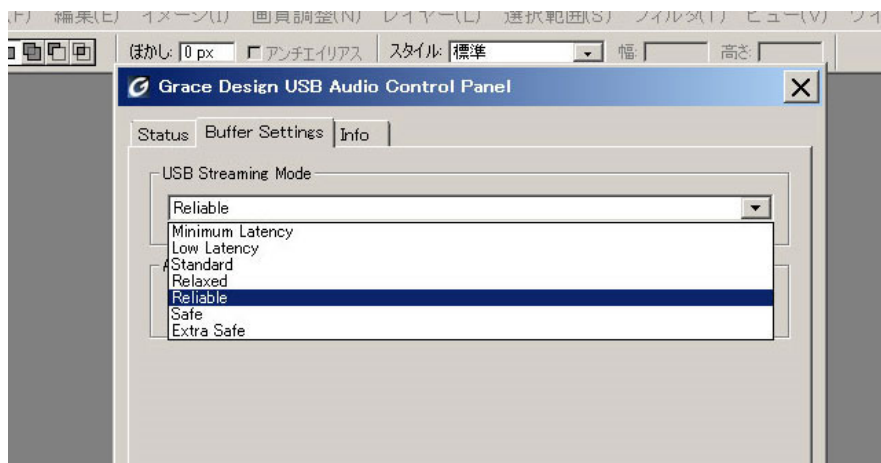 (F) 編集(E) イメージ(I) 画質調整(N) レイヤー(L) 選択範囲(S) フィルタ(T) ビュー(V) ウイ
ぼかし: 0 px アンチエイリアス スタイル: 標準 幅: 高さ:
Grace Design USB Audio Control Panel
Status Buffer Settings Info
USB Streaming Mode
Reliable
Minimum Latency
Low Latency
Standard
Relaxed
Reliable
Safe
Extra Safe